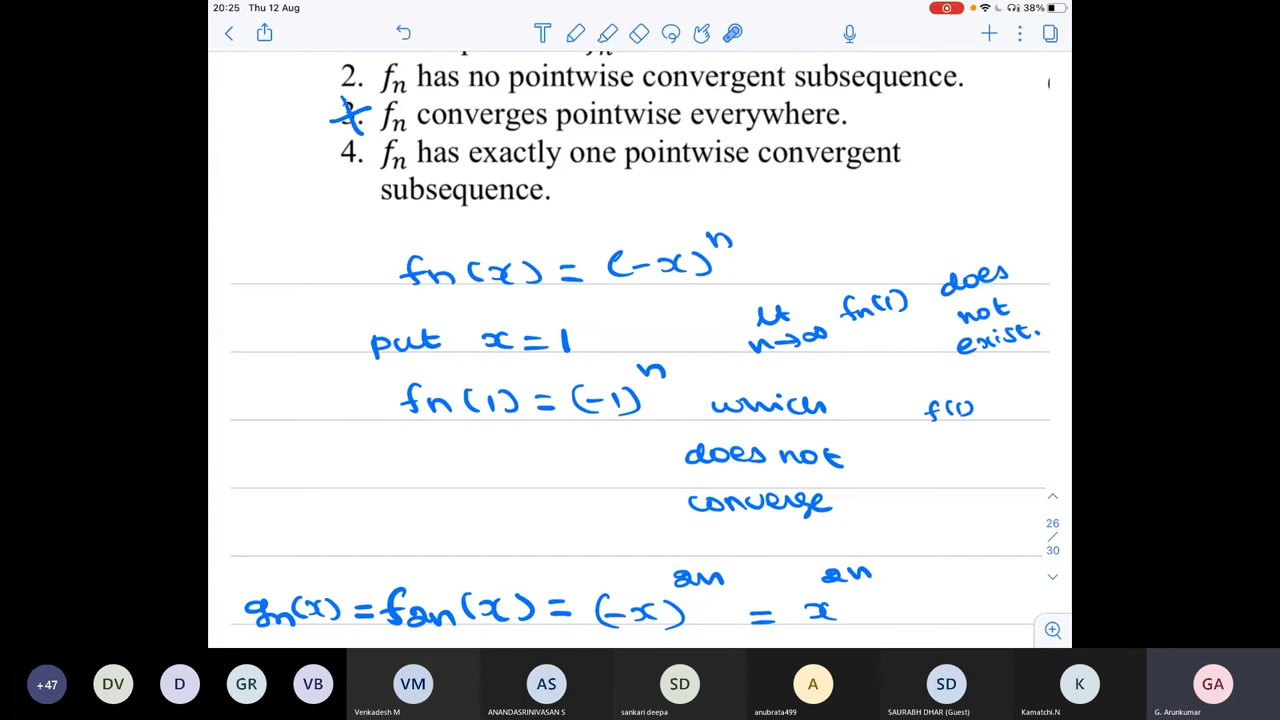 20:25 Thu 12 Aug
38%
2. fn has no pointwise convergent subsequence.
3. fn converges pointwise everywhere.
4. fn has exactly one pointwise convergent
subsequence.
fn(x) = (-x)^n
put x = 1
lt n→∞ fn(1) does not exist.
fn(1) = (-1)^n which
does not
converge
f(1)
gn(x) = f2n(x) = (-x)^2n = x^2n
26
/
30
+47 DV D GR VB VM AS SD A SD K GA
Venkadesh M ANANDASRINIVASAN S sankari deepa anubrata499 SAURABH DHAR (Guest) Kamatchi.N G. Arunkumar